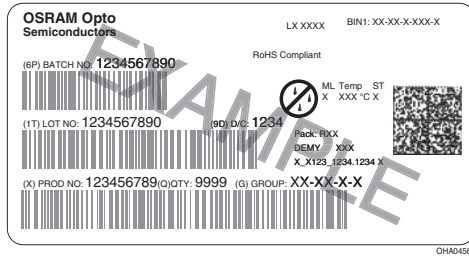 OSRAM Opto
Semiconductors
LX XXXX
BIN1: XX-XX-X-XXX-X
RoHS Compliant
(6P) BATCH NO: 1234567890
ML Temp ST
X XXX °C X
(1T) LOT NO: 1234567890 (9D) D/C: 1234
Pack: RXX
DEMY XXX
X_X123_1234.1234 X
(X) PROD NO: 123456789(Q)QTY: 9999 (G) GROUP: XX-XX-X-X
EXAMPLE
OHA04563